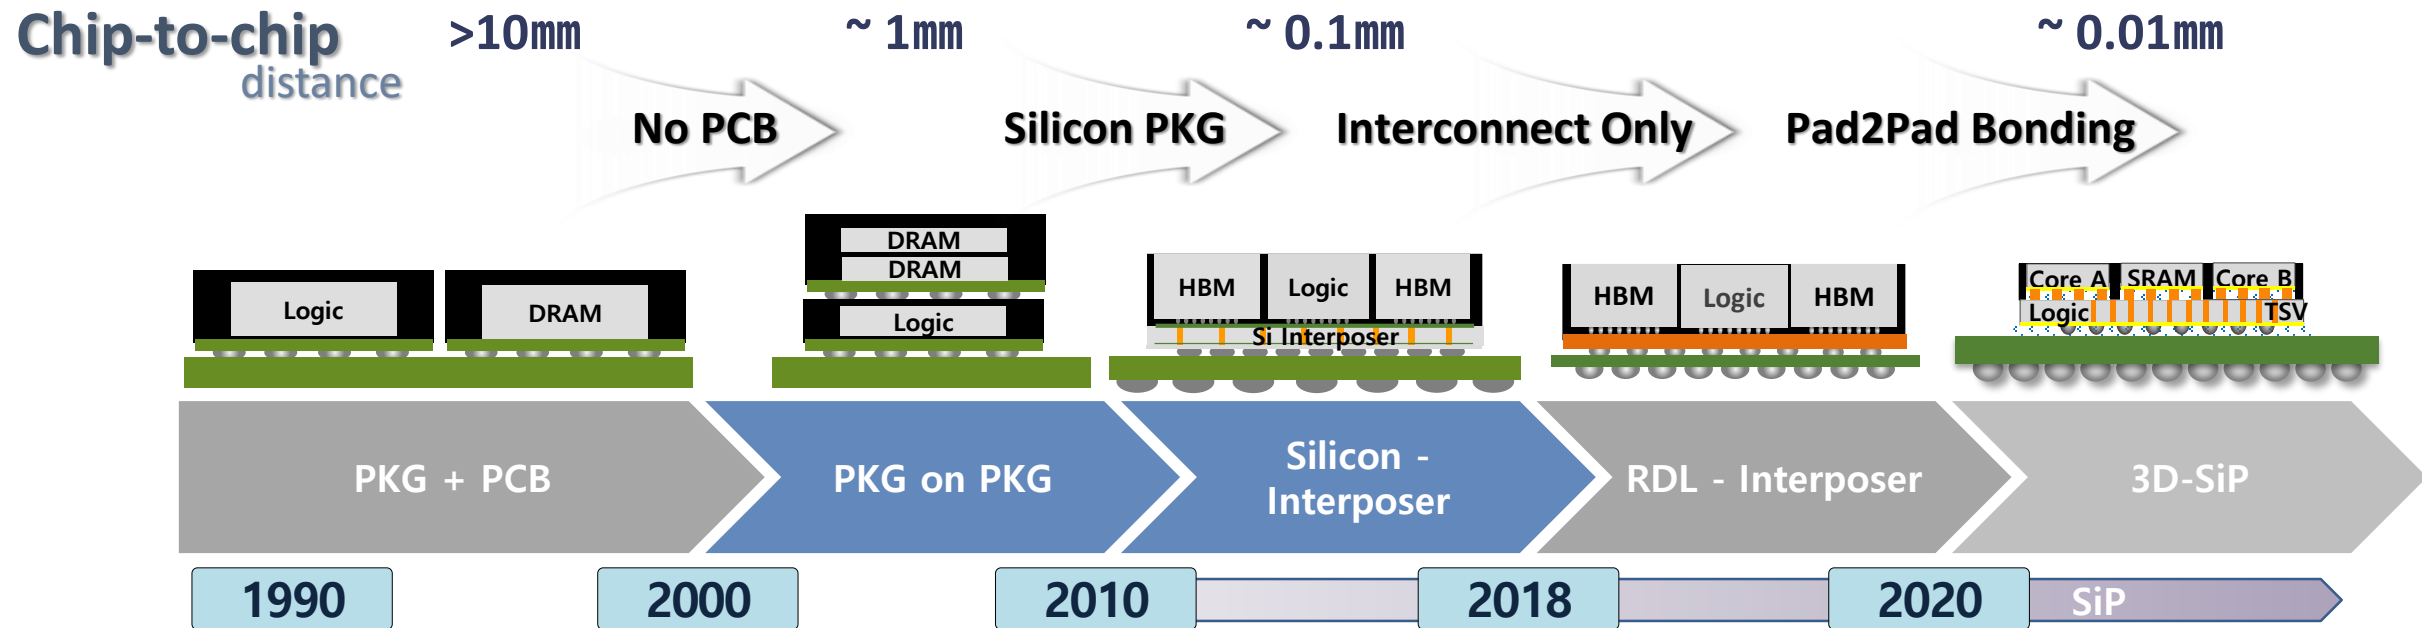 Chip-to-chip
distance
>10mm
~ 1mm
~ 0.1mm
~ 0.01mm
No PCB
Silicon PKG
Interconnect Only
Pad2Pad Bonding
Logic
DRAM
DRAM
DRAM
Logic
HBM
Logic
HBM
Si Interposer
HBM
Logic
HBM
Core A
SRAM
Core B
Logic
TSV
PKG + PCB
PKG on PKG
Silicon -
Interposer
RDL - Interposer
3D-SiP
1990
2000
2010
2018
2020
SiP